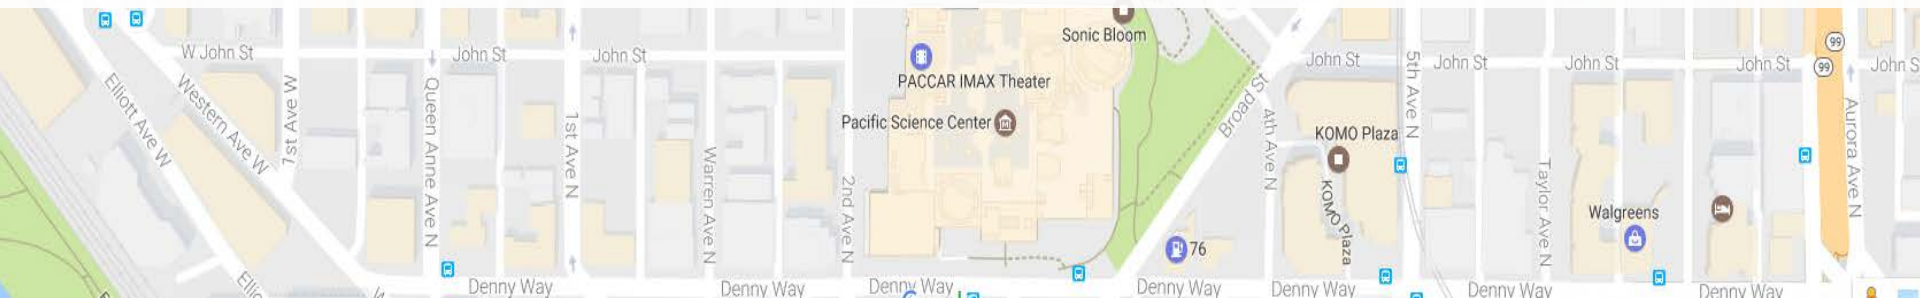 Sonic Bloom
W John St
John St
John St
John St
John St
John St
John St
John S
99
99
PACCAR IMAX Theater
Pacific Science Center
Elliott Ave W
Western Ave W
1st Ave W
Queen Anne Ave N
1st Ave N
Warren Ave N
2nd Ave N
Broad St
4th Ave N
5th Ave N
KOMO Plaza
KOMO Plaza
Taylor Ave N
Walgreens
Aurora Ave N
76
Denny Way
Denny Way
Denny Way
Denny Way
Denny Way
Denny Way
Denny Way